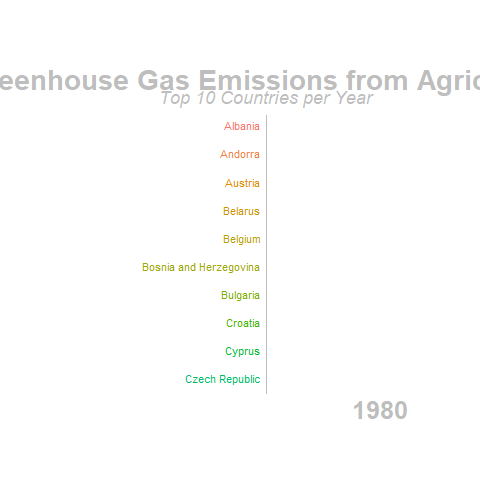 eenhouse Gas Emissions from Agric
Top 10 Countries per Year
Albania
Andorra
Austria
Belarus
Belgium
Bosnia and Herzegovina
Bulgaria
Croatia
Cyprus
Czech Republic
1980